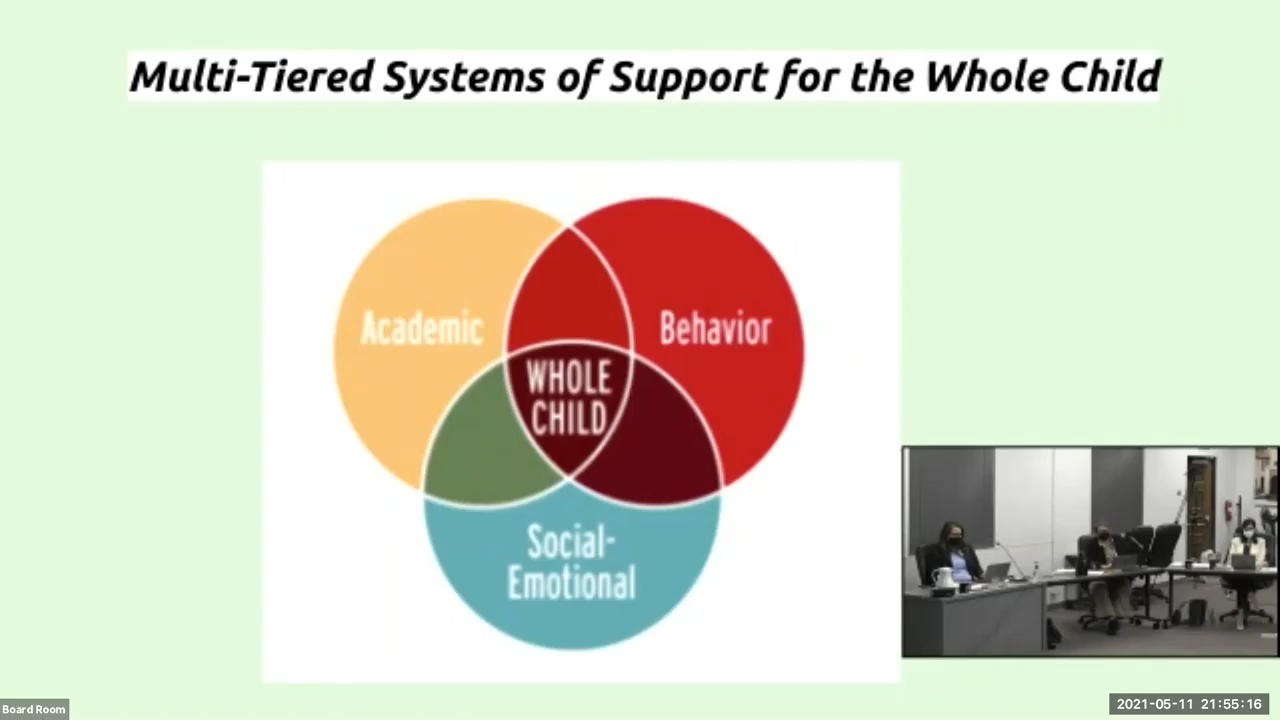 Multi-Tiered Systems of Support for the Whole Child
Academic
Behavior
WHOLE
CHILD
Social-
Emotional
Board Room
2021-05-11 21:55:16